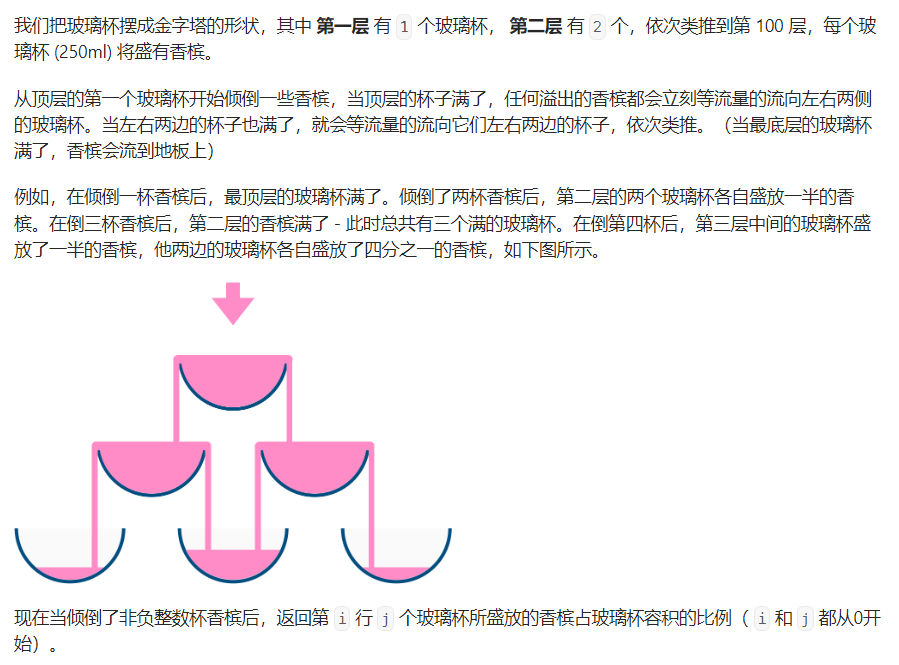 我们把玻璃杯摆成金字塔的形状，其中 第一层 有 1 个玻璃杯， 第二层 有 2 个，依次类推到第 100 层，每个玻
璃杯 (250ml) 将盛有香槟。
从顶层的第一个玻璃杯开始倾倒一些香槟，当顶层的杯子满了，任何溢出的香槟都会立刻等流量的流向左右两侧
的玻璃杯。当左右两边的杯子也满了，就会等流量的流向它们左右两边的杯子，依次类推。（当最底层的玻璃杯
满了，香槟会流到地板上）
例如，在倾倒一杯香槟后，最顶层的玻璃杯满了。倾倒了两杯香槟后，第二层的两个玻璃杯各自盛放一半的香
槟。在倒三杯香槟后，第二层的香槟满了 - 此时总共有三个满的玻璃杯。在倒第四杯后，第三层中间的玻璃杯盛
放了一半的香槟，他两边的玻璃杯各自盛放了四分之一的香槟，如下图所示。
现在当倾倒了非负整数杯香槟后，返回第 i 行 j 个玻璃杯所盛放的香槟占玻璃杯容积的比例（ i 和 j 都从0开
始）。